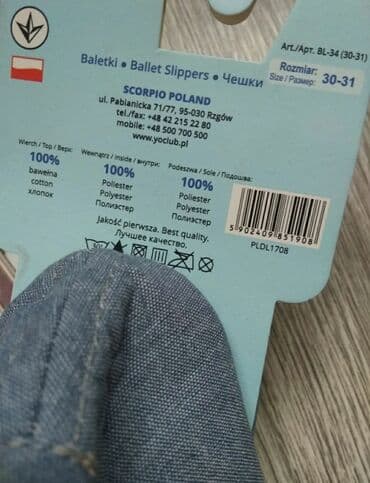 Art./Арт. BL-34 (30-31)
Baletki • Ballet Slippers • Чешки
Rozmiar:
Size / Размер: 30-31
SCORPIO POLAND
ul. Pabianicka 71/77, 95-030 Rzgów
tel./fax: +48 42 215 22 80
mobile: +48 500 700 500
www.yoclub.pl
Wierch / Top / Верх:
100%
bawełna
cotton
хлопок
Wewnątrz / Inside / внутри:
100%
Poliester
Polyester
Полиэстер
Podeszwa / Sole / Подошва:
100%
Poliester
Polyester
Полиэстер
Jakość pierwsza. Best quality.
Лучшее качество.
5 902409 851908
PLDL1708